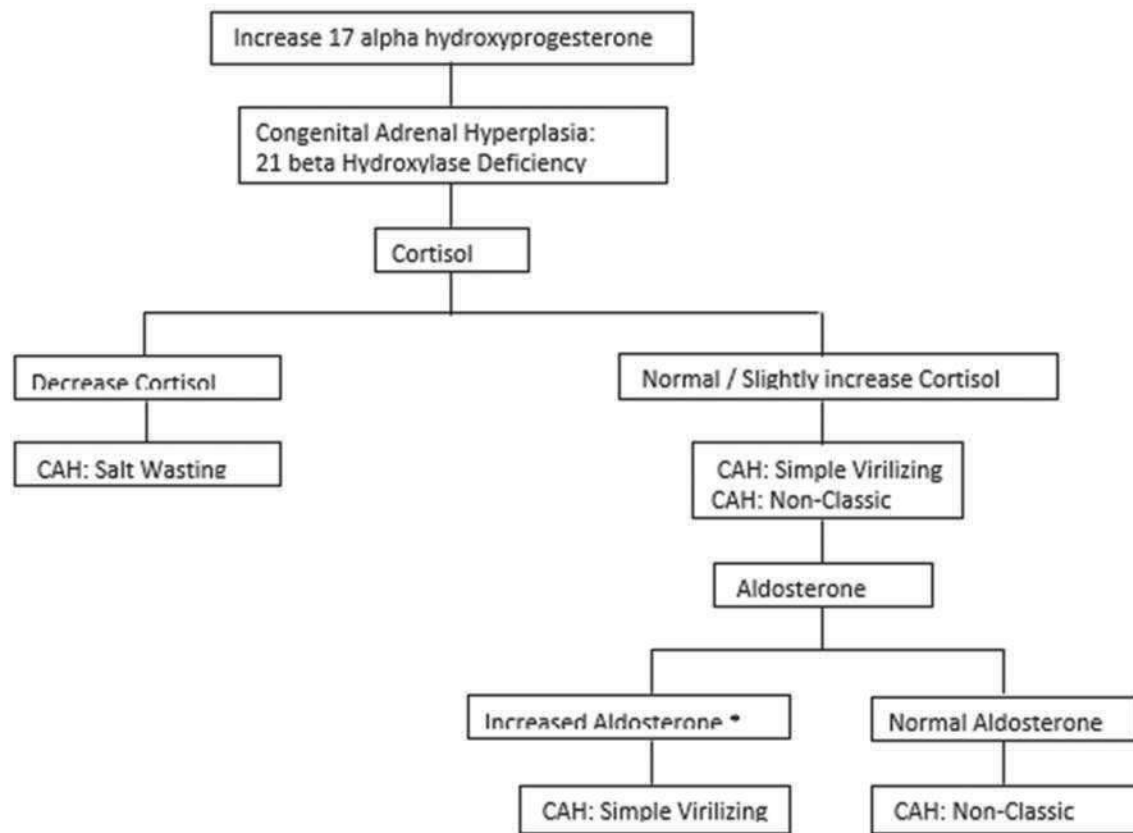 Increase 17 alpha hydroxyprogesterone
Congenital Adrenal Hyperplasia:
21 beta Hydroxylase Deficiency
Cortisol
Decrease Cortisol
Normal / Slightly increase Cortisol
CAH: Salt Wasting
CAH: Simple Virilizing
CAH: Non-Classic
Aldosterone
Increased Aldosterone *
Normal Aldosterone
CAH: Simple Virilizing
CAH: Non-Classic